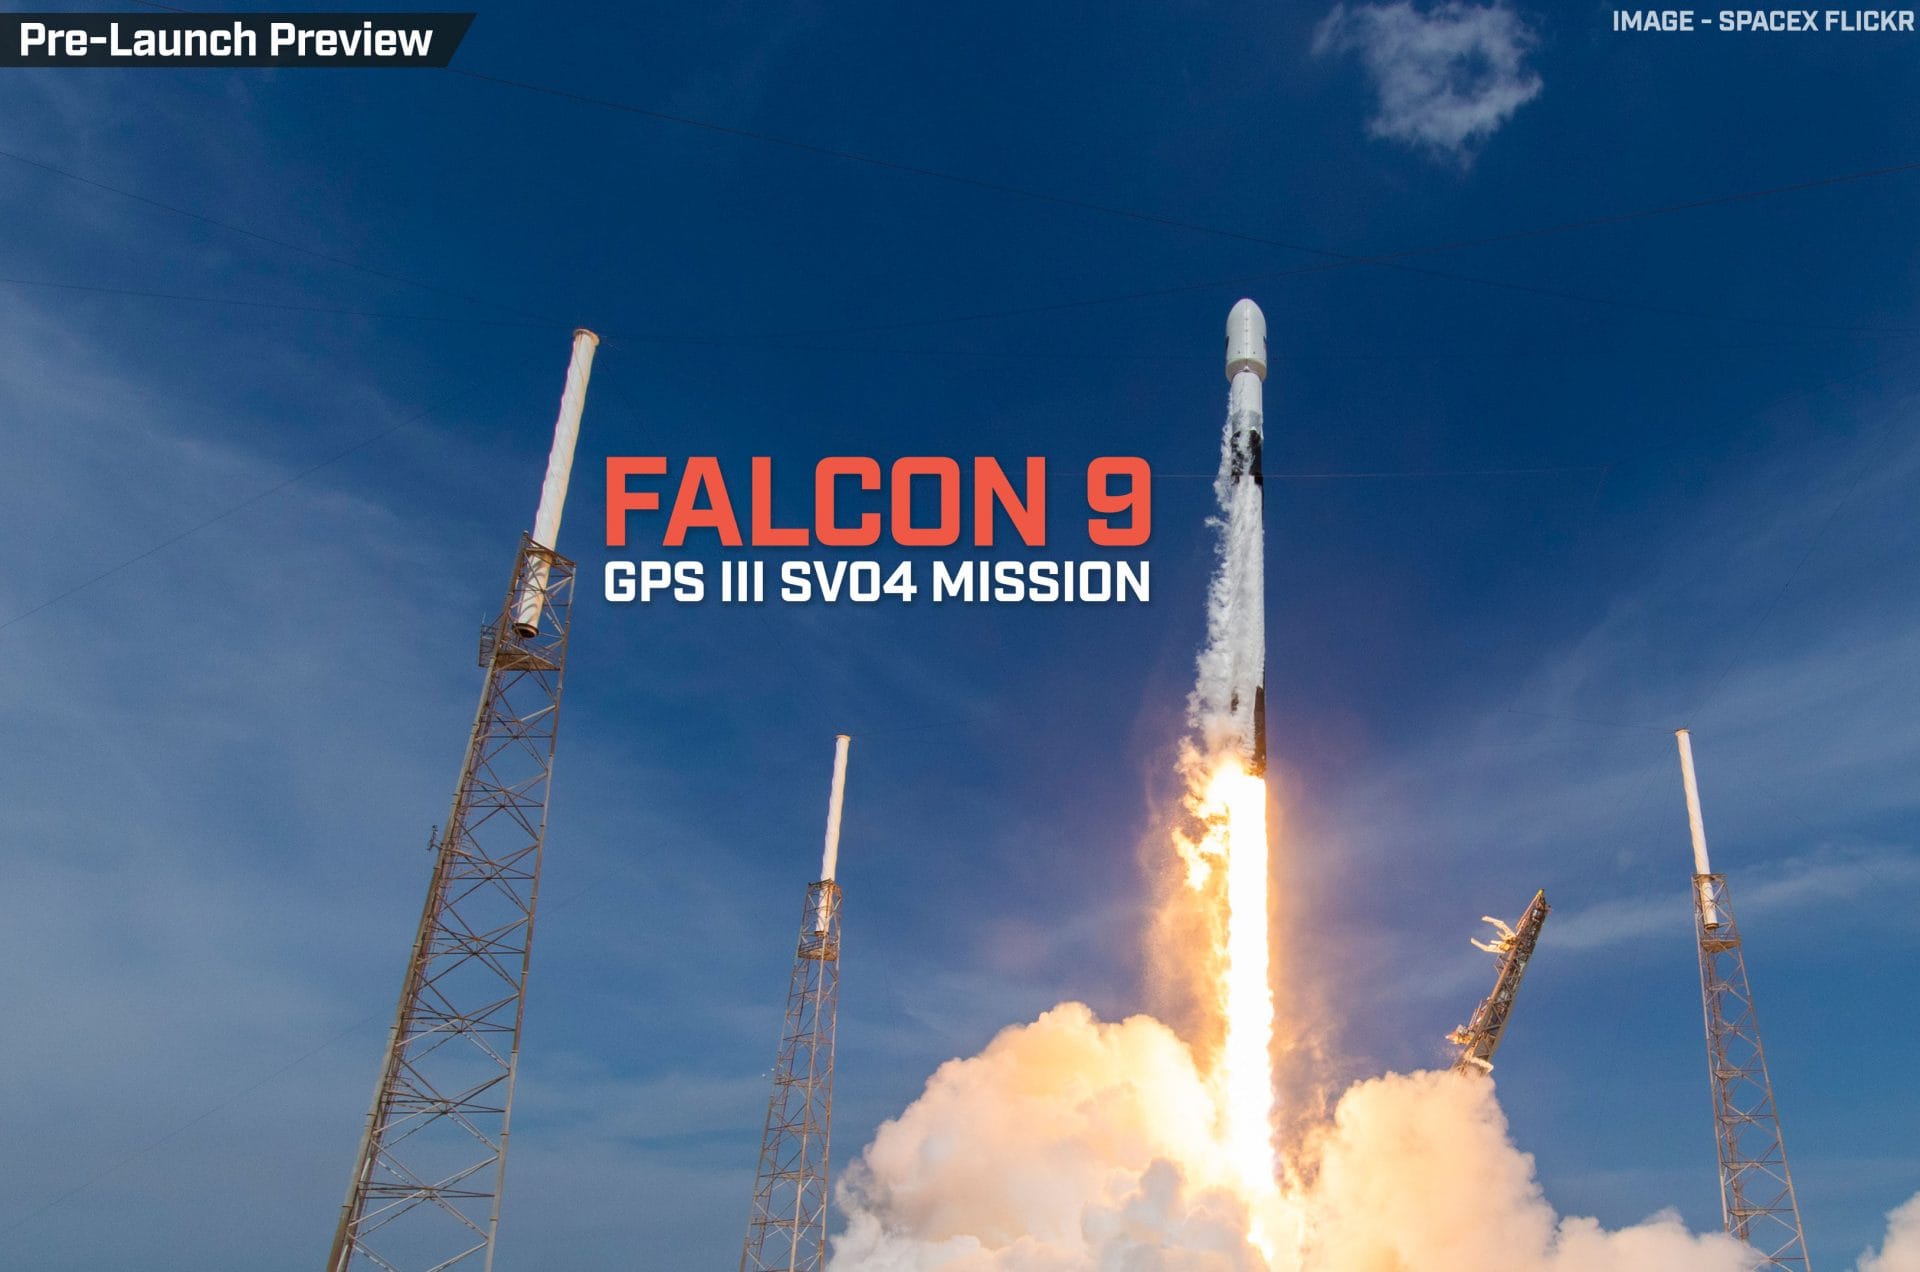 Pre-Launch Preview
IMAGE - SPACEX FLICKR
FALCON 9
GPS III SV04 MISSION